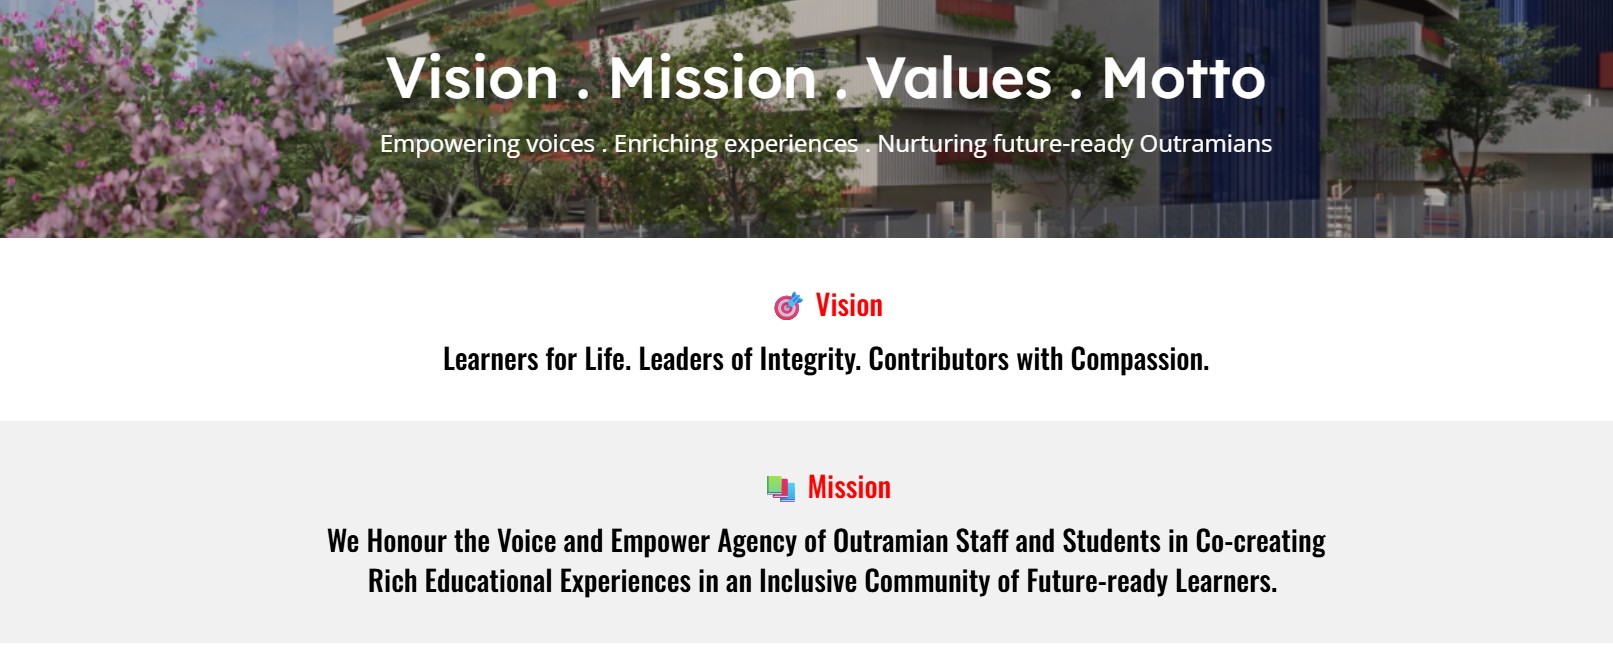 Vision . Mission . Values . Motto
Empowering voices . Enriching experiences . Nurturing future-ready Outramians
Vision
Learners for Life. Leaders of Integrity. Contributors with Compassion.
Mission
We Honour the Voice and Empower Agency of Outramian Staff and Students in Co-creating
Rich Educational Experiences in an Inclusive Community of Future-ready Learners.